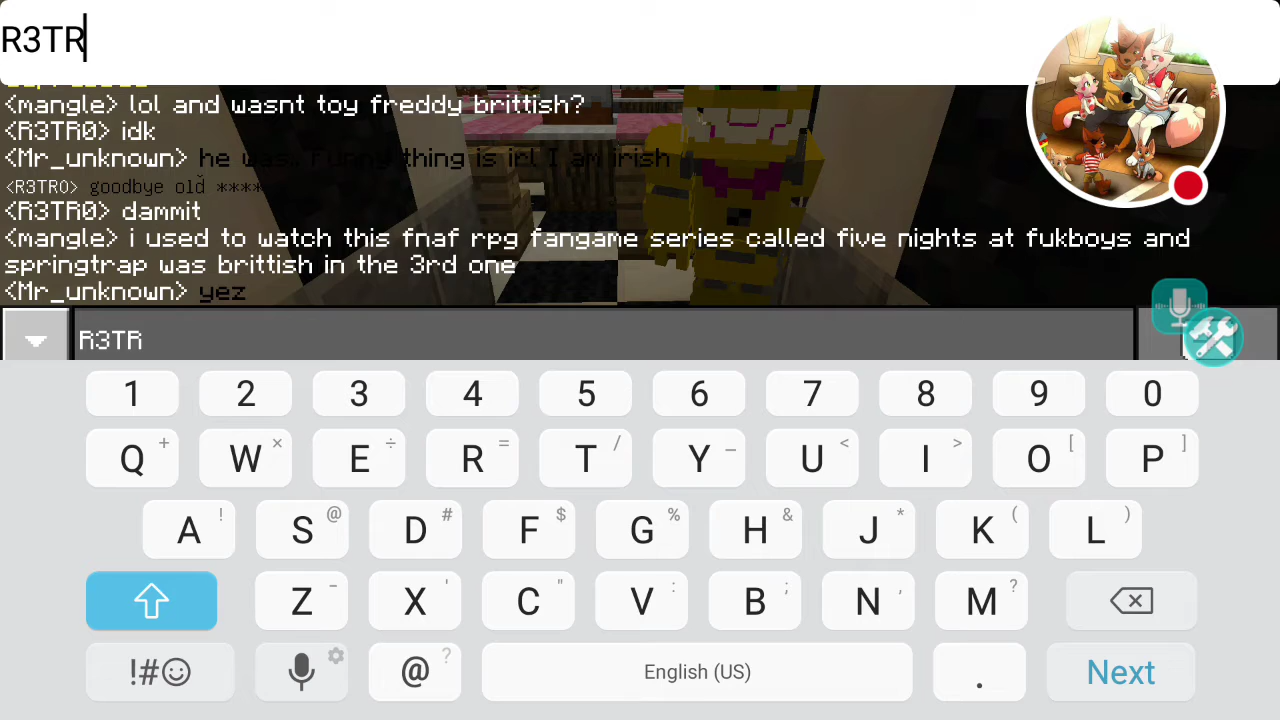 R3TR
<mangle> lol and wasnt toy freddy brittish?
<R3TR0> idk
<Mr_unknown> he was.. Funny thing is irl I am irish
<R3TR0> goodbye old ****
<R3TR0> dammit
<mangle> i used to watch this fnaf rpg fangame series called five nights at fukboys and
springtrap was brittish in the 3rd one
<Mr_unknown> yez
R3TR
1 2 3 4 5 6 7 8 9 0
Q + W × E ÷ R = T / Y _ U < I > O [ P ]
A ! S @ D # F $ G % H & J * K ( L )
Z - X ' C " V : B ; N , M ?
!#☺ @ ? English (US) . Next